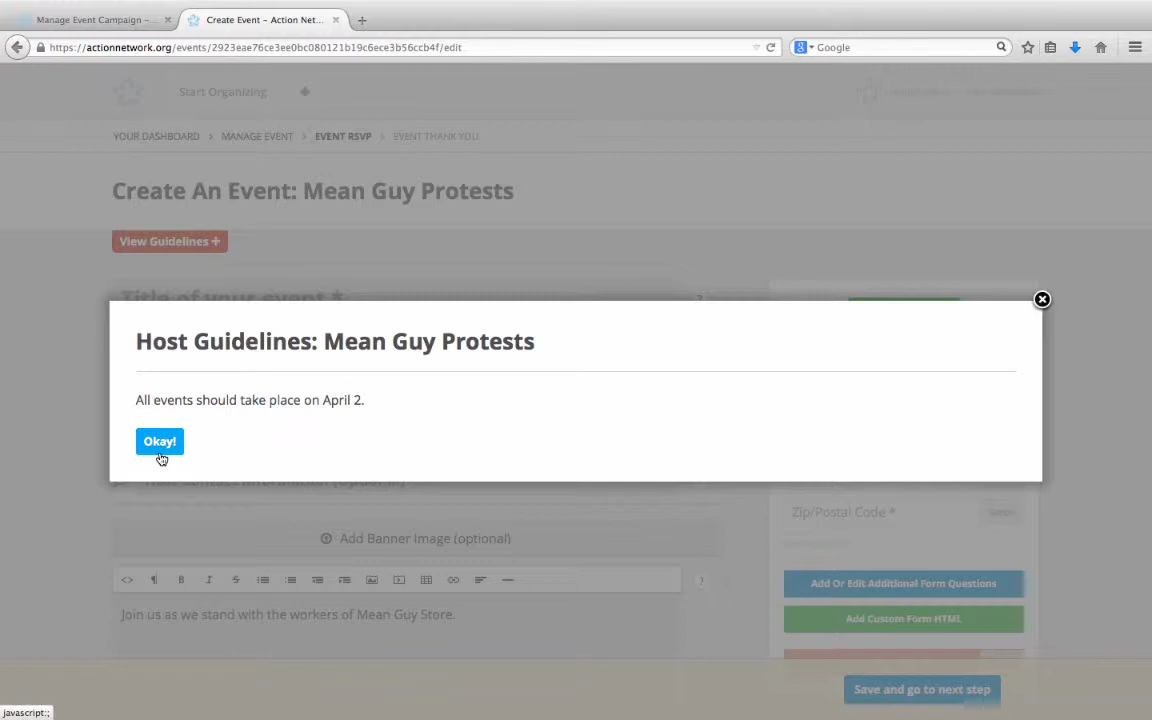 Manage Event Campaign – ...
Create Event – Action Net...
https://actionnetwork.org/events/2923eae76ce3ee0bc080121b19c6ece3b56ccb4f/edit
Google
Start Organizing
YOUR DASHBOARD > MANAGE EVENT > EVENT RSVP > EVENT THANK YOU
Create An Event: Mean Guy Protests
View Guidelines +
Title of your event *
?
Host Guidelines: Mean Guy Protests
All events should take place on April 2.
Okay!
Zip/Postal Code *
Add Banner Image (optional)
?
Join us as we stand with the workers of Mean Guy Store.
Add Or Edit Additional Form Questions
Add Custom Form HTML
Save and go to next step
javascript:;